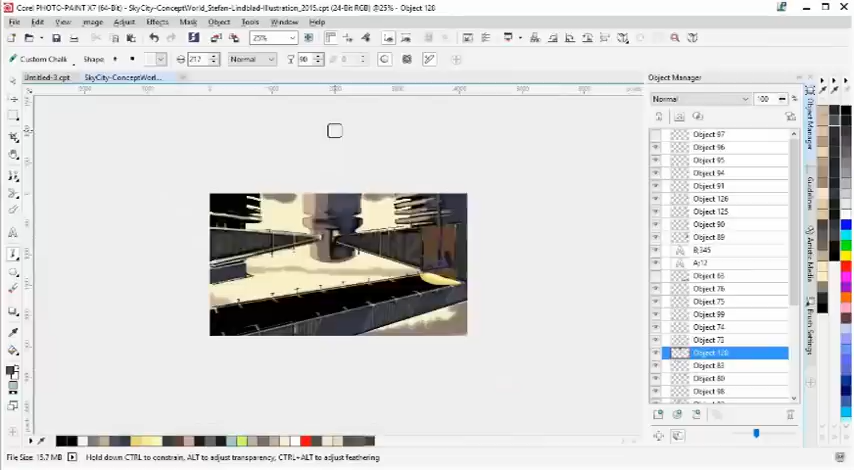 Corel PHOTO-PAINT X7 (64-Bit) - SkyCity-ConceptWorld_Stefan-Lindblad-Illustration_2015.cpt (24-Bit RGB) @25% - Object 128
File Edit View Image Adjust Effects Mask Object Tools Window Help
25%
Custom Chalk Shape 217 Normal 90 0
Untitled-3.cpt SkyCity-ConceptWorl...
Object Manager
Normal 100
Object 97
Object 96
Object 95
Object 94
Object 91
Object 126
Object 125
Object 90
Object 89
Object 76
Object 75
Object 99
Object 74
Object 73
Object 128
Object 83
Object 80
Object 98
Object Manager
Guidelines
Artistic Media
Brush Settings
File Size: 15.7 MB Hold down CTRL to constrain, ALT to adjust transparency, CTRL+ALT to adjust feathering